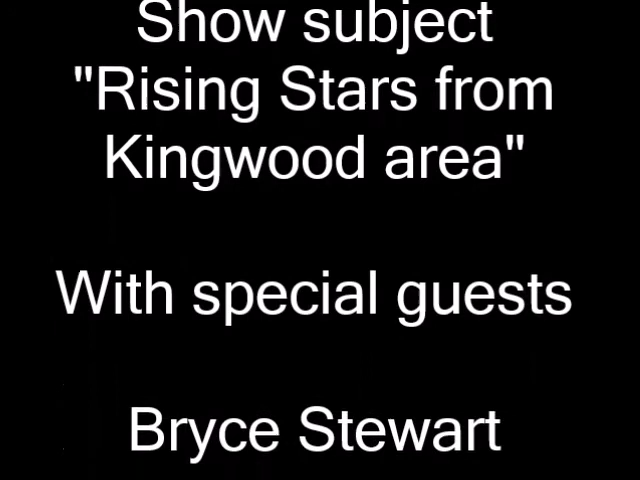 Show subject
"Rising Stars from
Kingwood area"
With special guests
Bryce Stewart